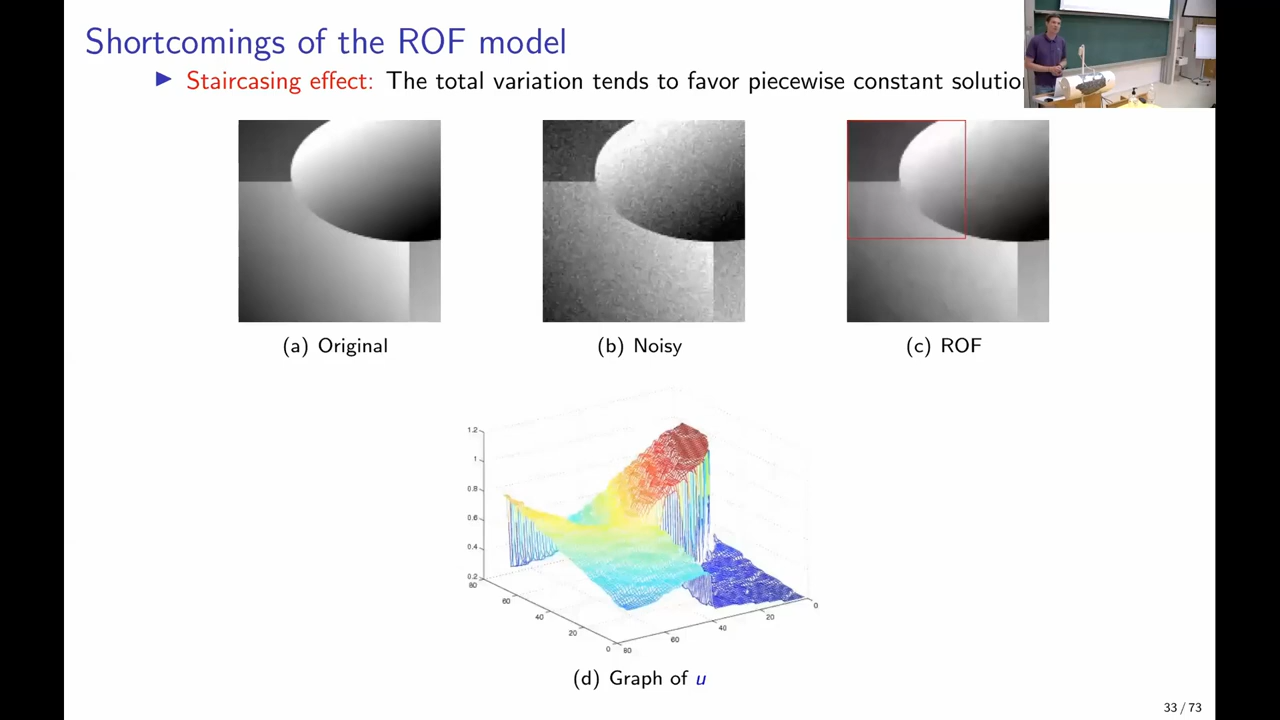 Shortcomings of the ROF model
Staircasing effect: The total variation tends to favor piecewise constant
(a) Original
(b) Noisy
(c) ROF
1.2
1
0.8
0.6
0.4
0.2
80
60
40
20
0
80
60
40
20
0
(d) Graph of u
33 / 73